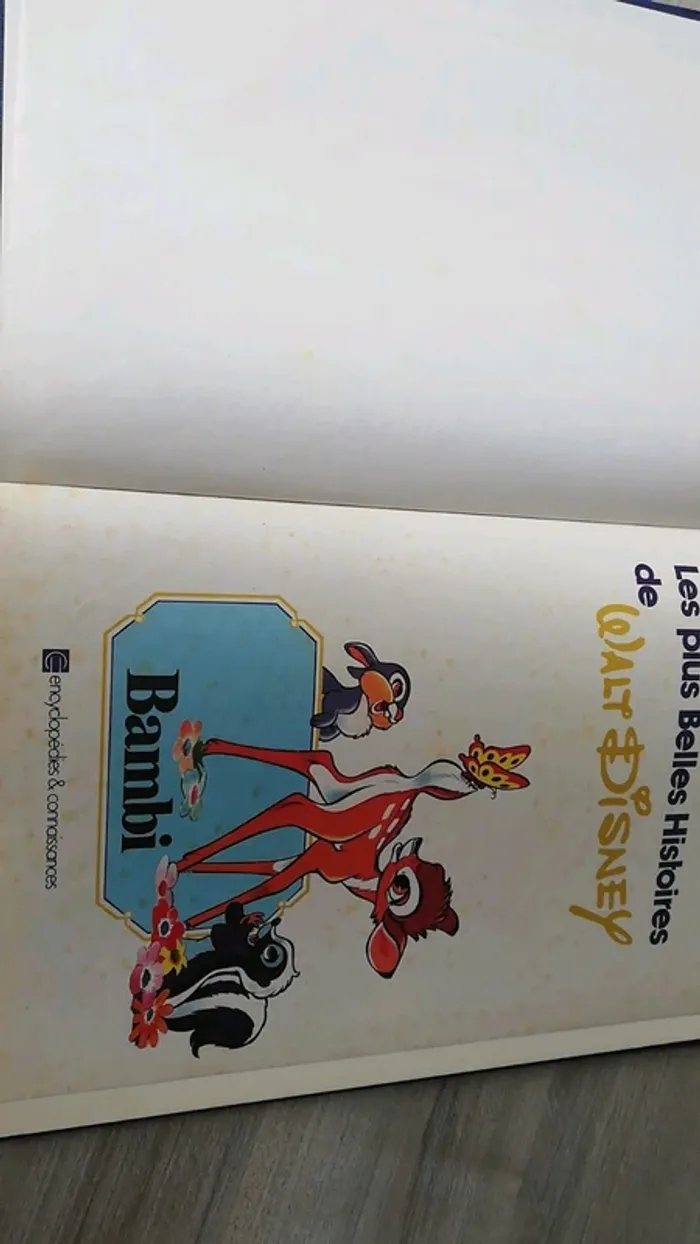 Les plus Belles Histoires
de WALT DISNEY
Bambi
encyclopédies & connaissances